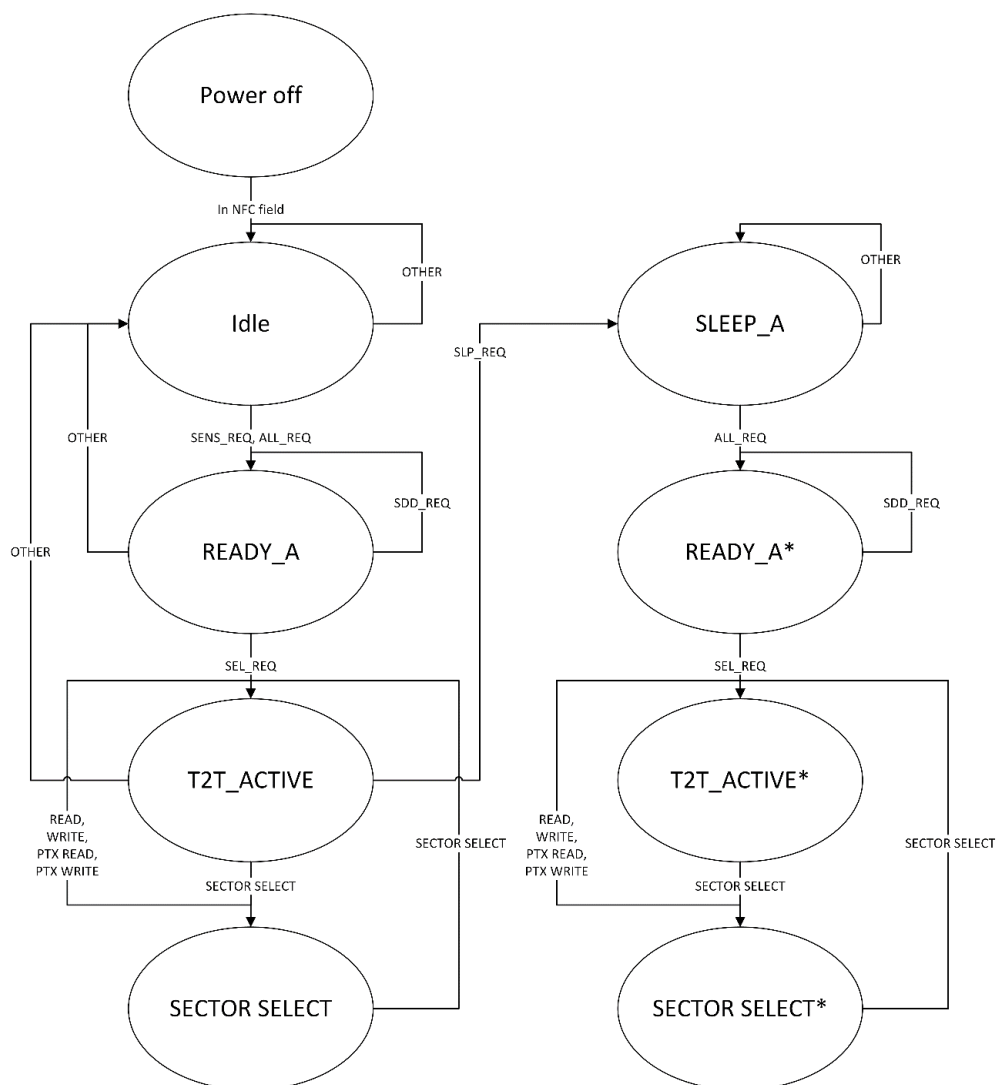 Power off
In NFC field
OTHER
OTHER
Idle
SLEEP_A
SLP_REQ
OTHER
SENS_REQ, ALL_REQ
ALL_REQ
SDD_REQ
SDD_REQ
READY_A
READY_A*
OTHER
SEL_REQ
SEL_REQ
T2T_ACTIVE
T2T_ACTIVE*
READ,
WRITE,
PTX READ,
PTX WRITE
SECTOR SELECT
READ,
WRITE,
PTX READ,
PTX WRITE
SECTOR SELECT
SECTOR SELECT
SECTOR SELECT
SECTOR SELECT
SECTOR SELECT*